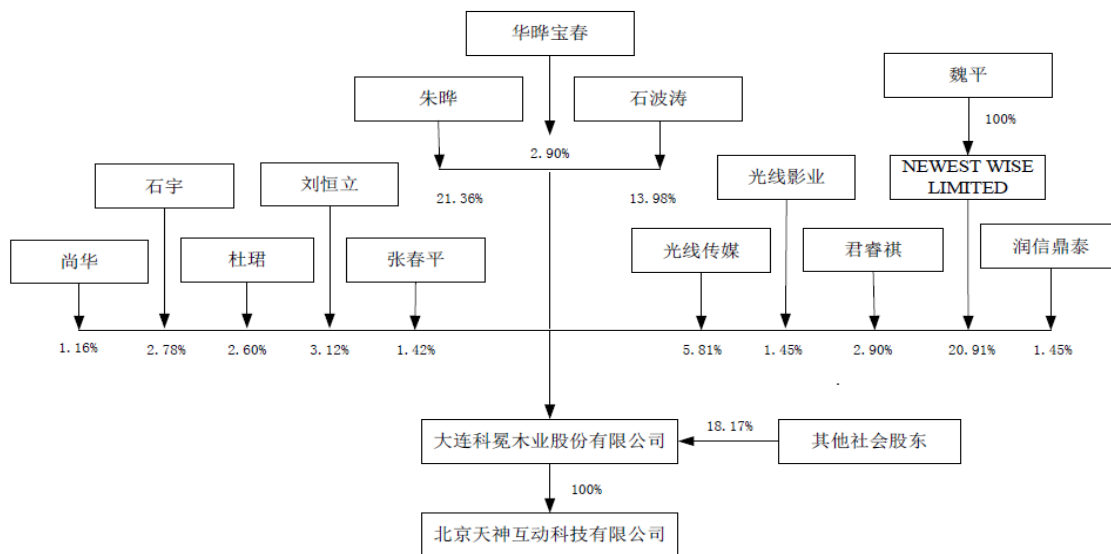 华晔宝春
朱晔
石波涛
魏平
100%
2.90%
石宇
刘恒立
光线影业
NEWEST WISE
LIMITED
21.36%
13.98%
尚华
杜珺
张春平
光线传媒
君睿祺
润信鼎泰
1.16%
2.78%
2.60%
3.12%
1.42%
5.81%
1.45%
2.90%
20.91%
1.45%
大连科冕木业股份有限公司
18.17%
其他社会股东
100%
北京天神互动科技有限公司